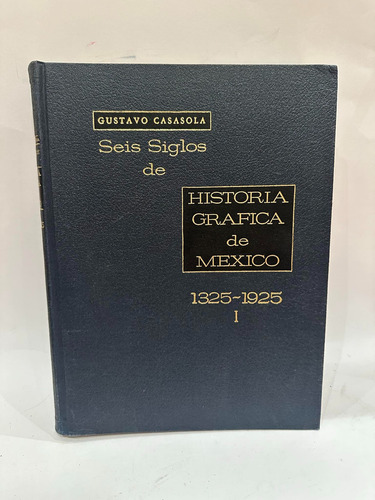 GUSTAVO CASASOLA
Seis Siglos
de
HISTORIA
GRAFICA
de
MEXICO
1325-1925
I